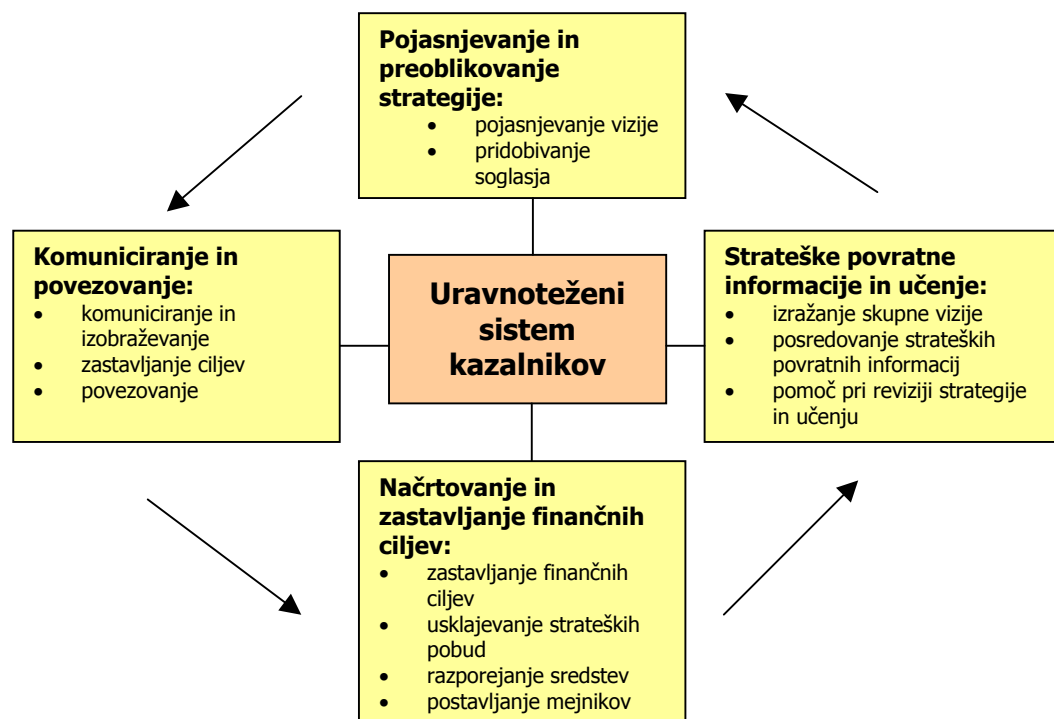 Pojasnjevanje in
preoblikovanje
strategije:
• pojasnjevanje vizije
• pridobivanje
soglasja
Komuniciranje in
povezovanje:
• komuniciranje in
izobraževanje
• zastavljanje ciljev
• povezovanje
Uravnoteženi
sistem
kazalnikov
Strateške povratne
informacije in učenje:
• izražanje skupne vizije
• posredovanje strateških
povratnih informacij
• pomoč pri reviziji strategije
in učenju
Načrtovanje in
zastavljanje finančnih
ciljev:
• zastavljanje finančnih
ciljev
• usklajevanje strateških
pobud
• razporejanje sredstev
• postavljanje mejnikov